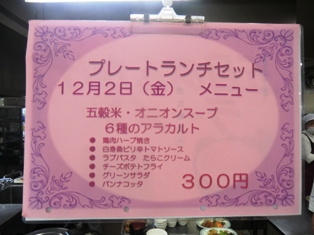 プレートランチセット
12月2日(金) メニュー
五穀米・オニオンスープ
6種のアラカルト
● 鶏肉ハーブ焼き
● 白身魚ピリ辛トマトソース
● ラブパスタ たらこクリーム
● チーズポテトフライ
● グリーンサラダ
● パンナコッタ
300円